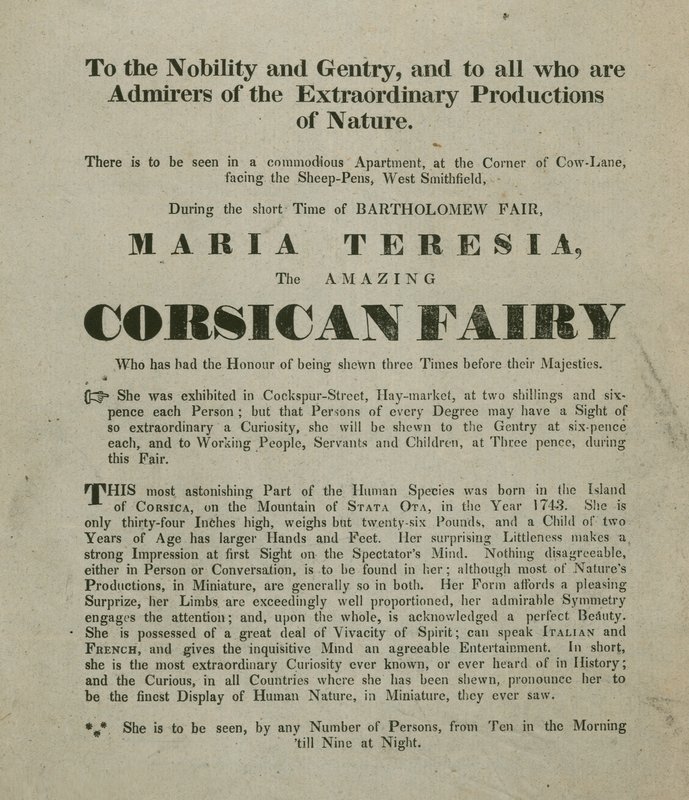 To the Nobility and Gentry, and to all who are
Admirers of the Extraordinary Productions
of Nature.
There is to be seen in a commodious Apartment, at the Corner of Cow-Lane,
facing the Sheep-Pens, West Smithfield,
During the short Time of BARTHOLOMEW FAIR,
MARIA TERESIA,
The AMAZING
CORSICAN FAIRY
Who has had the Honour of being shewn three Times before their Majesties.
☞ She was exhibited in Cockspur-Street, Hay-market, at two shillings and six-
pence each Person; but that Persons of every Degree may have a Sight of
so extraordinary a Curiosity, she will be shewn to the Gentry at six-pence
each, and to Working People, Servants and Children, at Three pence, during
this Fair.
THIS most astonishing Part of the Human Species was born in the Island
of CORSICA, on the Mountain of STATA OTA, in the Year 1743. She is
only thirty-four Inches high, weighs but twenty-six Pounds, and a Child of two
Years of Age has larger Hands and Feet. Her surprising Littleness makes a
strong Impression at first Sight on the Spectator's Mind. Nothing disagreeable,
either in Person or Conversation, is to be found in her; although most of Nature's
Productions, in Miniature, are generally so in both. Her Form affords a pleasing
Surprize, her Limbs are exceedingly well proportioned, her admirable Symmetry
engages the attention; and, upon the whole, is acknowledged a perfect Beauty.
She is possessed of a great deal of Vivacity of Spirit; can speak ITALIAN and
FRENCH, and gives the inquisitive Mind an agreeable Entertainment. In short,
she is the most extraordinary Curiosity ever known, or ever heard of in History;
and the Curious, in all Countries where she has been shewn, pronounce her to
be the finest Display of Human Nature, in Miniature, they ever saw.
*⁎* She is to be seen, by any Number of Persons, from Ten in the Morning
'till Nine at Night.